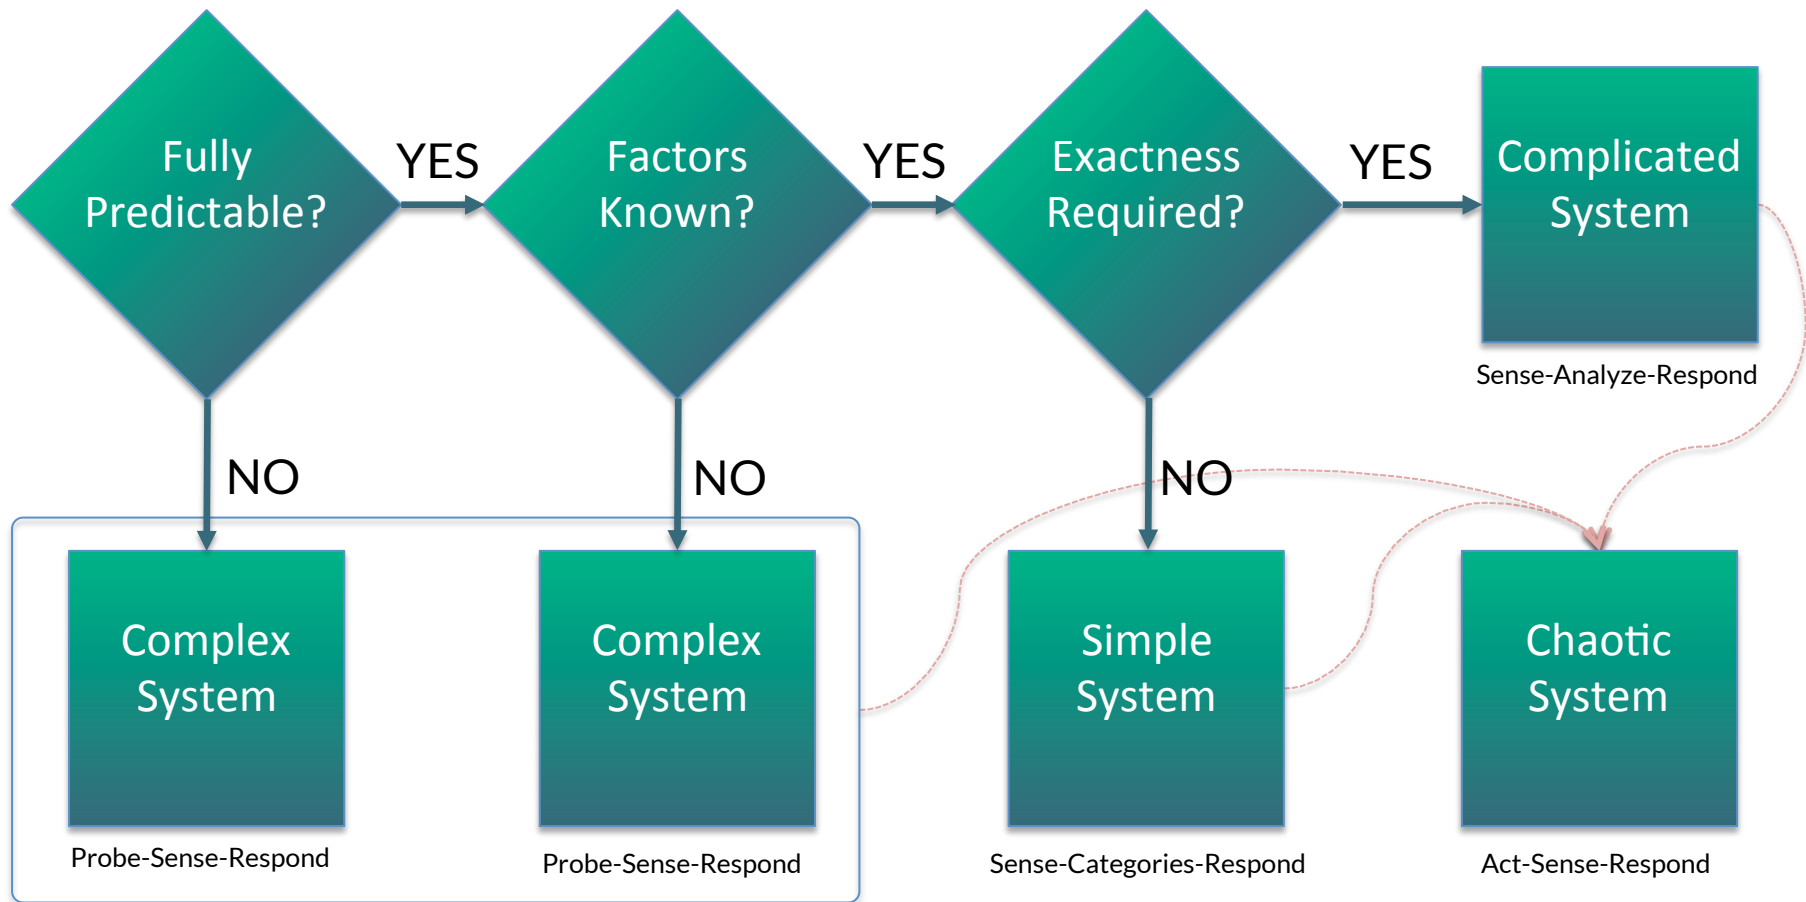 Fully
Predictable?
YES
Factors
Known?
YES
Exactness
Required?
YES
Complicated
System
Sense-Analyze-Respond
NO
NO
NO
Complex
System
Probe-Sense-Respond
Complex
System
Probe-Sense-Respond
Simple
System
Sense-Categories-Respond
Chaotic
System
Act-Sense-Respond